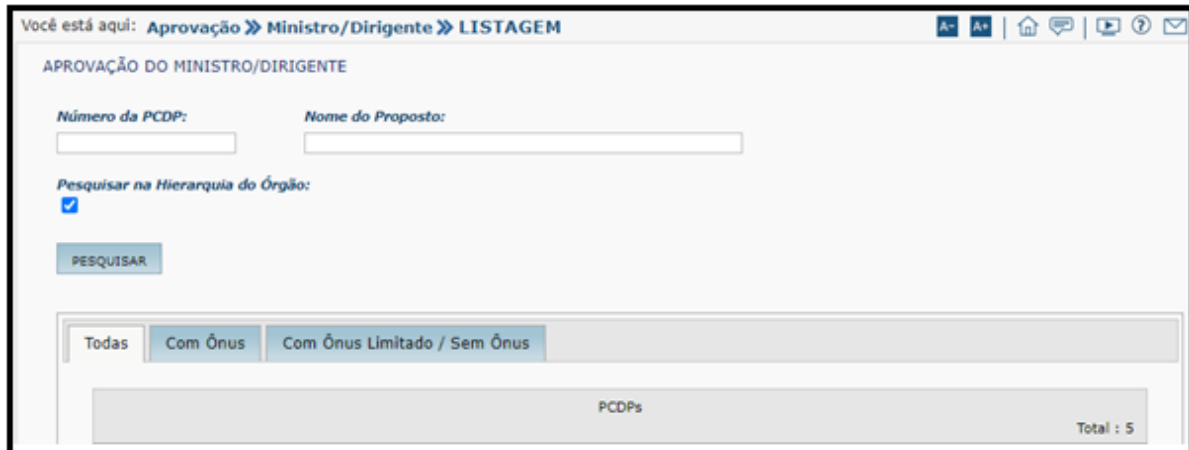 Você está aqui: Aprovação >> Ministro/Dirigente >> LISTAGEM A- A+ | | ?
APROVAÇÃO DO MINISTRO/DIRIGENTE
Número da PCDP: Nome do Proposto:
Pesquisar na Hierarquia do Órgão:
PESQUISAR
Todas Com Ônus Com Ônus Limitado / Sem Ônus
PCDPs
Total : 5